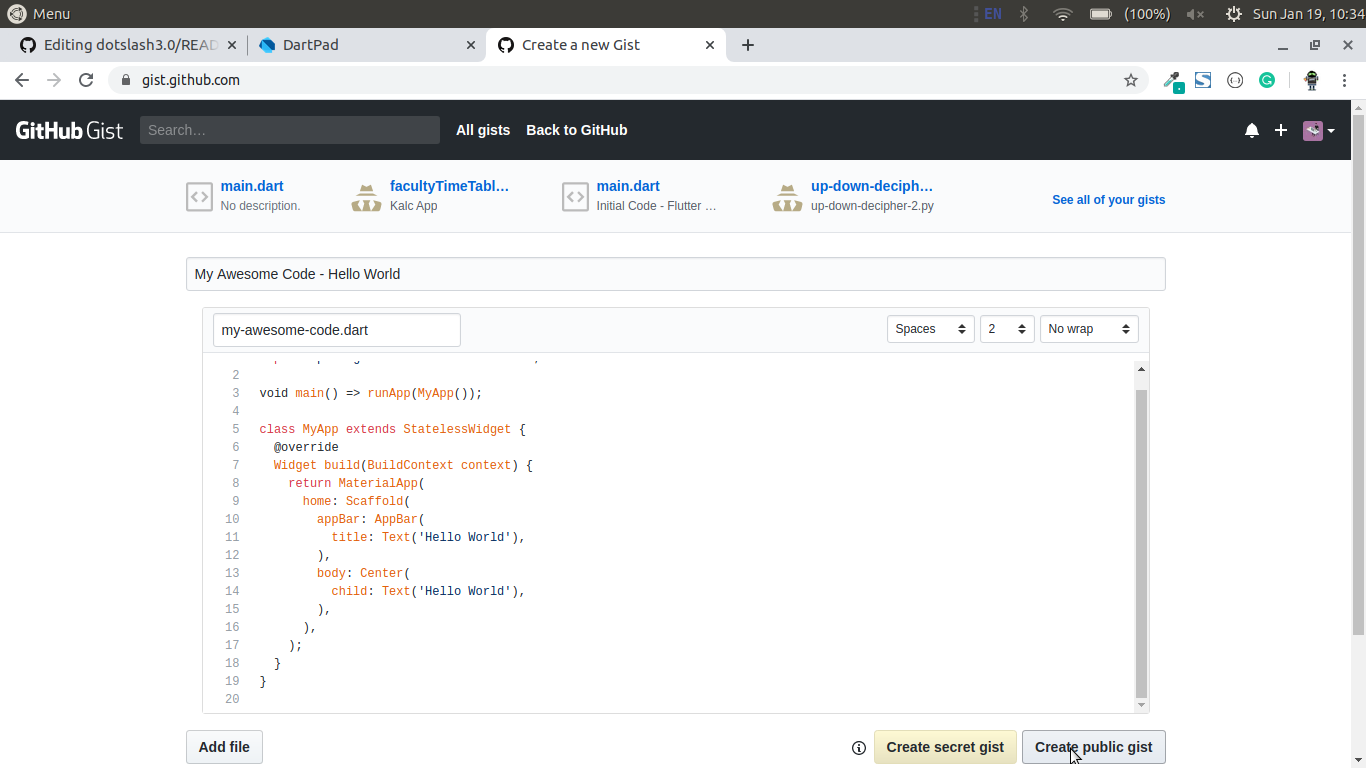 Menu EN (100%) Sun Jan 19, 10:34
Editing dotslash3.0/READ DartPad Create a new Gist
gist.github.com
GitHub Gist Search… All gists Back to GitHub
main.dart facultyTimeTabl… main.dart up-down-deciph…
No description. Kalc App Initial Code - Flutter … up-down-decipher-2.py
See all of your gists
My Awesome Code - Hello World
my-awesome-code.dart Spaces 2 No wrap
2
3 void main() => runApp(MyApp());
4
5 class MyApp extends StatelessWidget {
6   @override
7   Widget build(BuildContext context) {
8     return MaterialApp(
9       home: Scaffold(
10         appBar: AppBar(
11           title: Text('Hello World'),
12         ),
13         body: Center(
14           child: Text('Hello World'),
15         ),
16       ),
17     );
18   }
19 }
20
Add file Create secret gist Create public gist